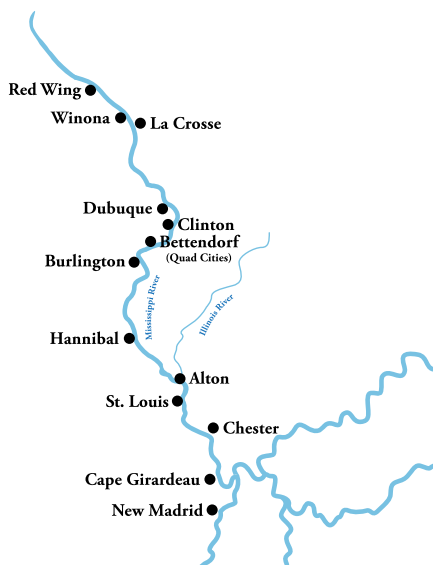 Red Wing
Winona
La Crosse
Dubuque
Clinton
Bettendorf
(Quad Cities)
Burlington
Mississippi River
Illinois River
Hannibal
Alton
St. Louis
Chester
Cape Girardeau
New Madrid